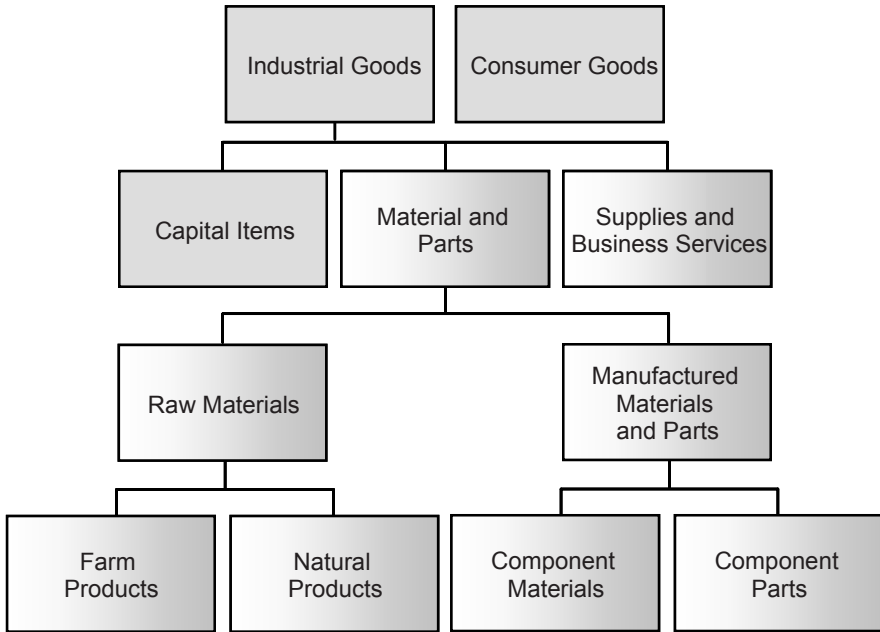 Industrial Goods
Consumer Goods
Capital Items
Material and
Parts
Supplies and
Business Services
Raw Materials
Manufactured
Materials
and Parts
Farm
Products
Natural
Products
Component
Materials
Component
Parts